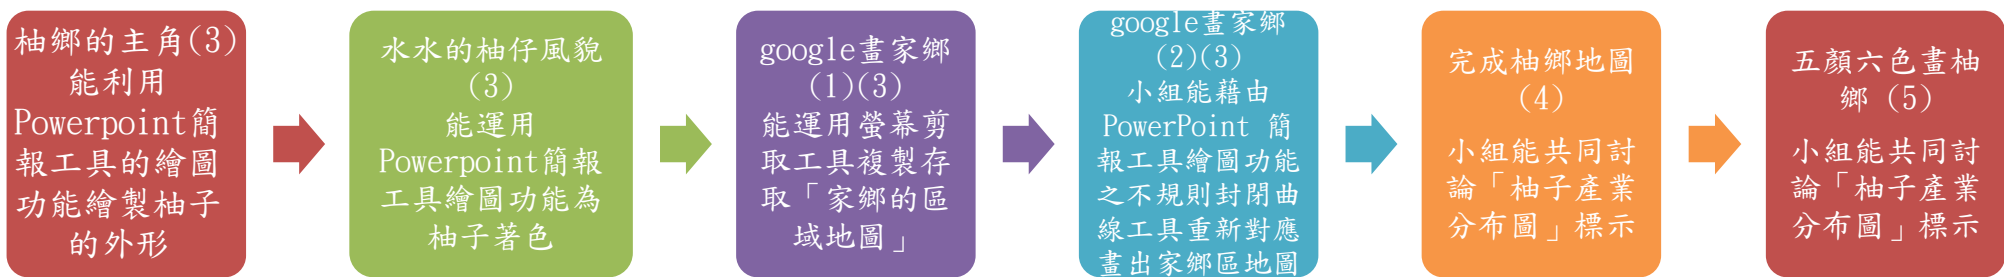 柚鄉的主角(3)
能利用
Powerpoint簡
報工具的繪圖
功能繪製柚子
的外形
水水的柚仔風貌
(3)
能運用
Powerpoint簡報
工具繪圖功能為
柚子著色
google畫家鄉
(1)(3)
能運用螢幕剪
取工具複製存
取「家鄉的區
域地圖」
google畫家鄉
(2)(3)
小組能藉由
PowerPoint 簡
報工具繪圖功能
之不規則封閉曲
線工具重新對應
畫出家鄉區地圖
完成柚鄉地圖
(4)
小組能共同討
論「柚子產業
分布圖」標示
五顏六色畫柚
鄉 (5)
小組能共同討
論「柚子產業
分布圖」標示